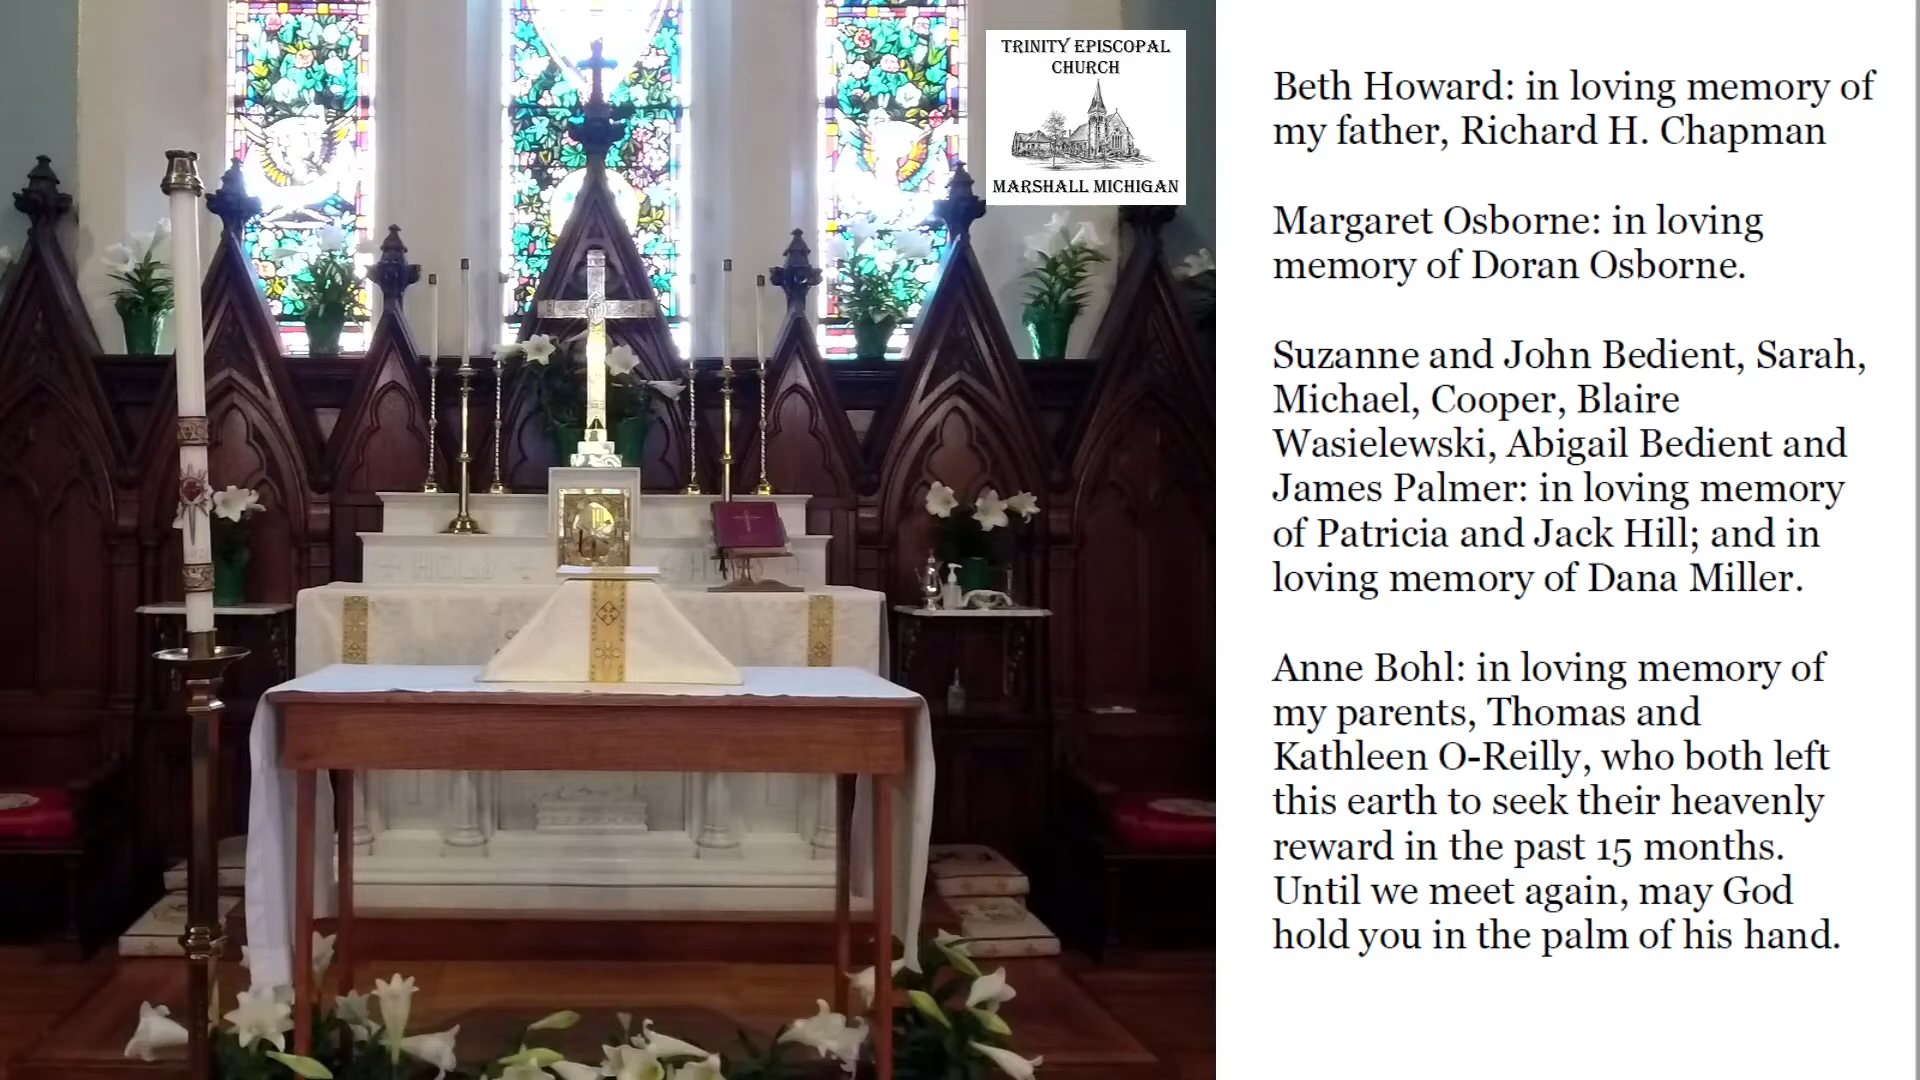 TRINITY EPISCOPAL
CHURCH
MARSHALL MICHIGAN
Beth Howard: in loving memory of
my father, Richard H. Chapman
Margaret Osborne: in loving
memory of Doran Osborne.
Suzanne and John Bedient, Sarah,
Michael, Cooper, Blaire
Wasielewski, Abigail Bedient and
James Palmer: in loving memory
of Patricia and Jack Hill; and in
loving memory of Dana Miller.
Anne Bohl: in loving memory of
my parents, Thomas and
Kathleen O-Reilly, who both left
this earth to seek their heavenly
reward in the past 15 months.
Until we meet again, may God
hold you in the palm of his hand.